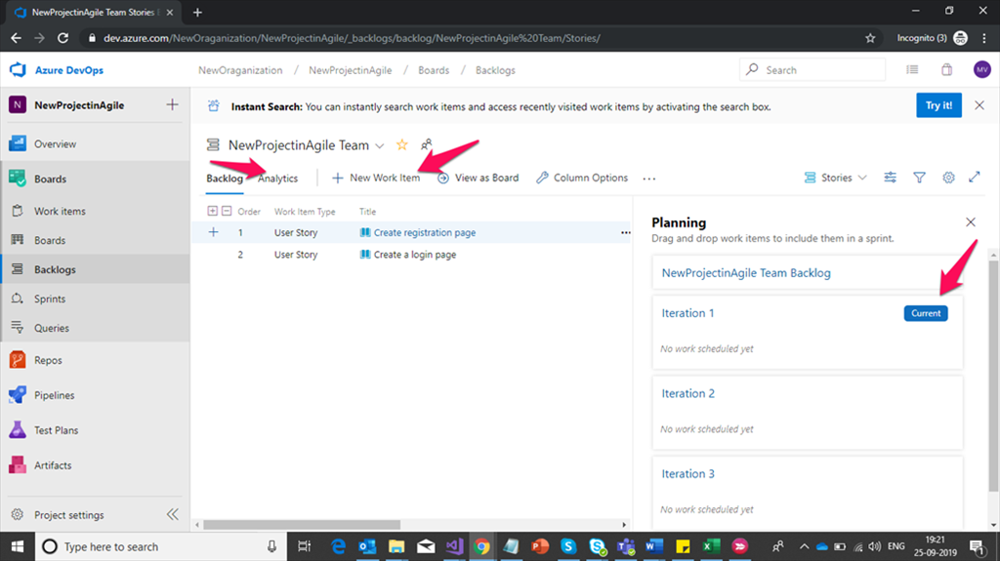 NewProjectinAgile Team Stories
dev.azure.com/NewOraganization/NewProjectinAgile/_backlogs/backlog/NewProjectinAgile%20Team/Stories/
Incognito (3)
Azure DevOps
NewOraganization / NewProjectinAgile / Boards / Backlogs
Search
MV
N NewProjectinAgile
Instant Search: You can instantly search work items and access recently visited work items by activating the search box.
Try it!
Overview
Boards
Work items
Boards
Backlogs
Sprints
Queries
Repos
Pipelines
Test Plans
Artifacts
Project settings
NewProjectinAgile Team
Backlog Analytics
New Work Item View as Board Column Options
Stories
Order Work Item Type Title
1 User Story Create registration page
2 User Story Create a login page
Planning
Drag and drop work items to include them in a sprint.
NewProjectinAgile Team Backlog
Iteration 1 Current
No work scheduled yet
Iteration 2
No work scheduled yet
Iteration 3
No work scheduled yet
Type here to search
ENG
19:21
25-09-2019